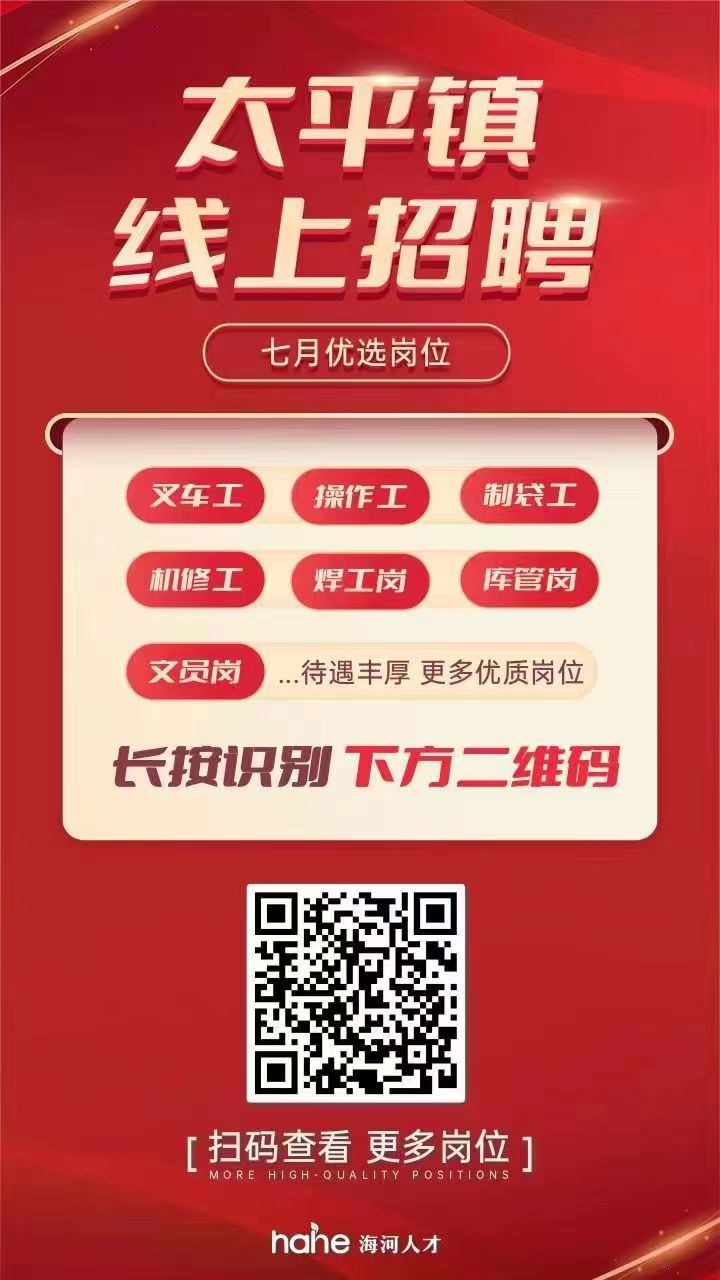 太平镇
线上招聘
七月优选岗位
叉车工 操作工 制袋工
机修工 焊工岗 库管岗
文员岗 ...待遇丰厚 更多优质岗位
长按识别 下方二维码
[ 扫码查看 更多岗位 ]
MORE HIGH-QUALITY POSITIONS
hahe 海河人才